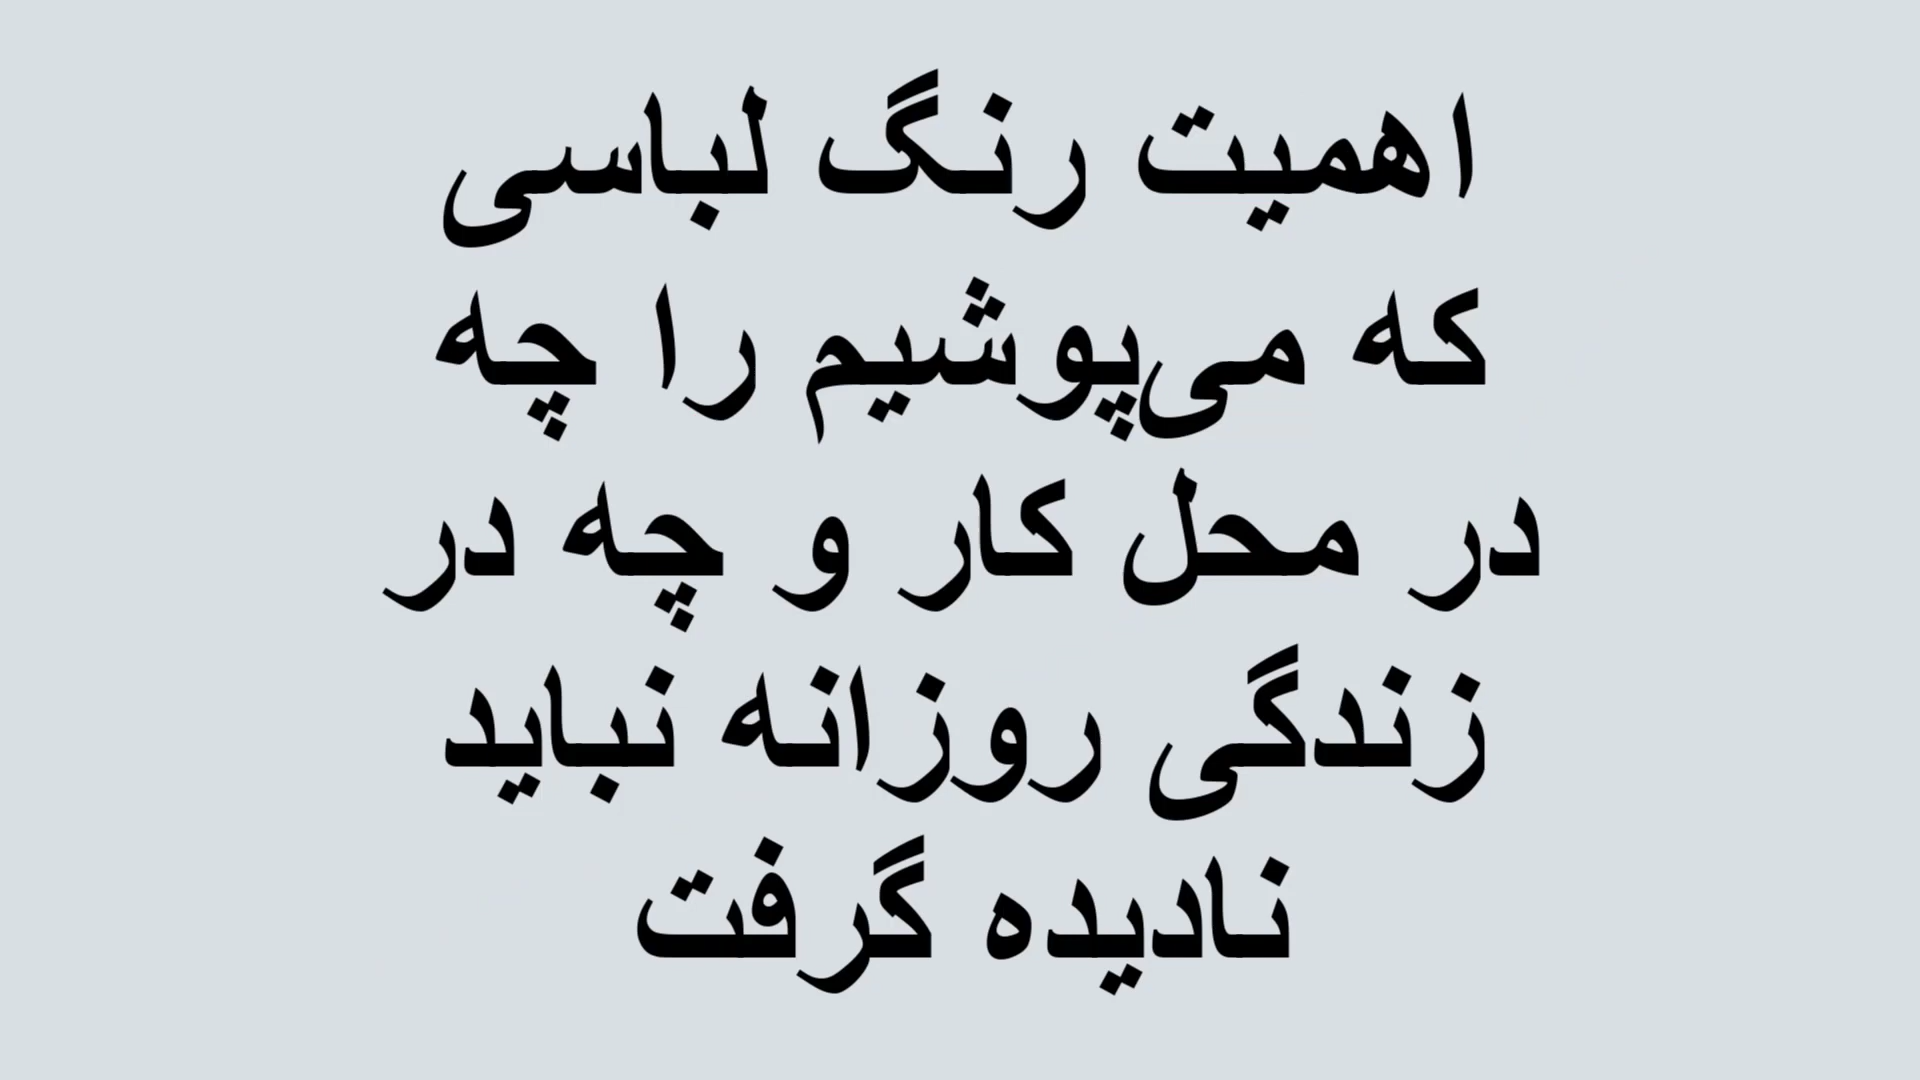 اهمیت رنگ لباسی
که می‌پوشیم را چه
در محل کار و چه در
زندگی روزانه نباید
نادیده گرفت